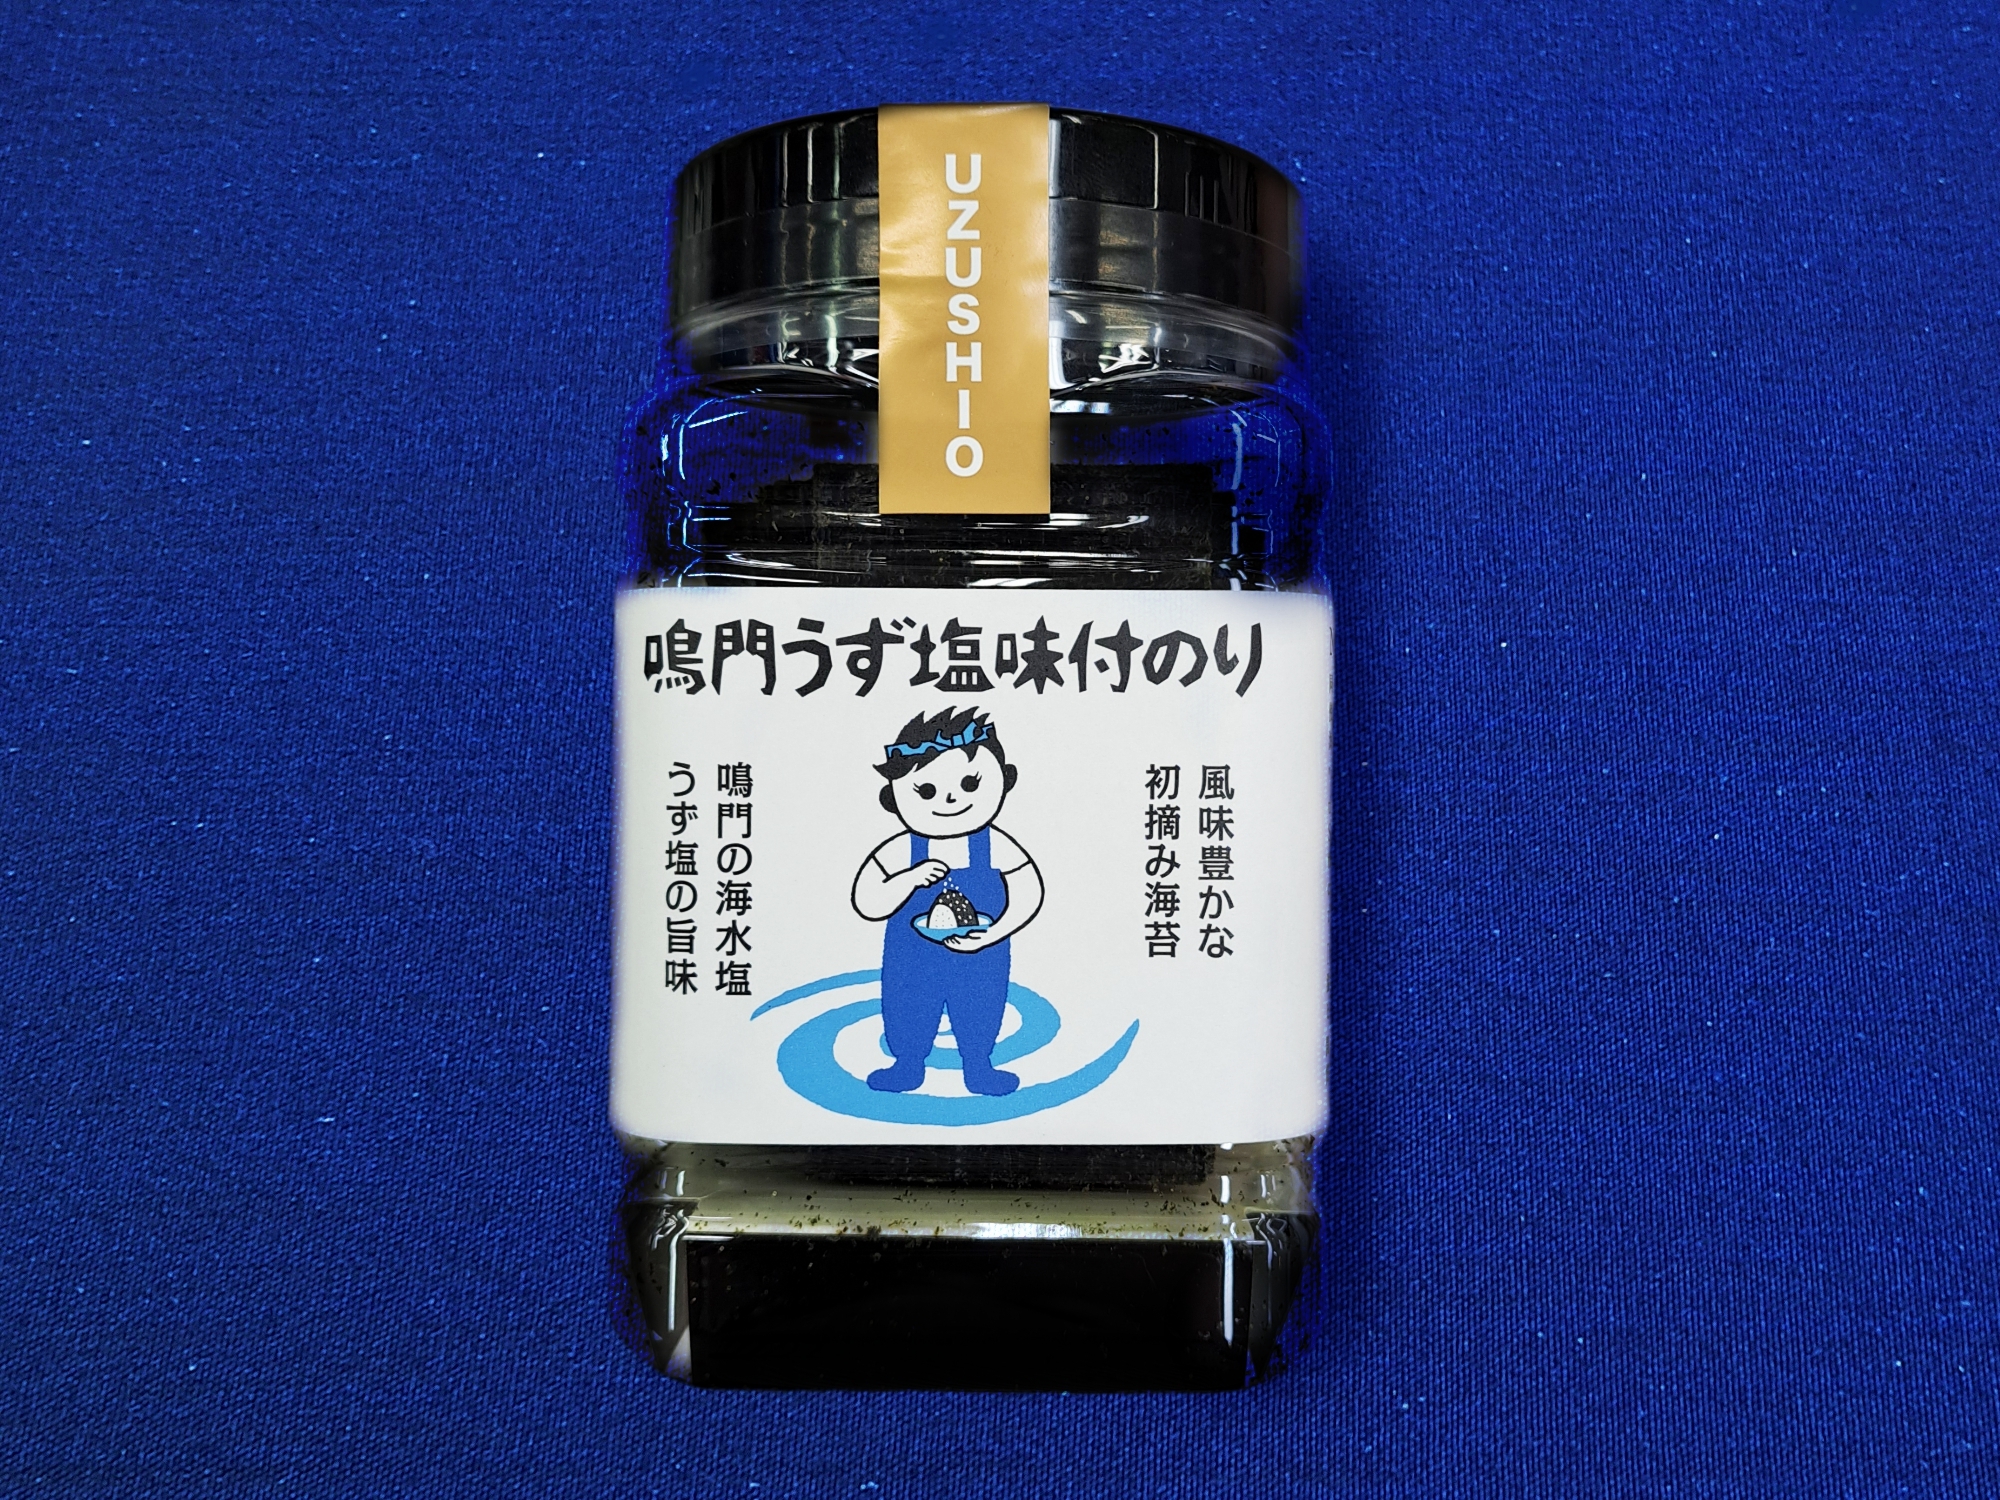 UZUSHIO
鳴門うず塩味付のり
風味豊かな
初摘み海苔
鳴門の海水塩
うず塩の旨味